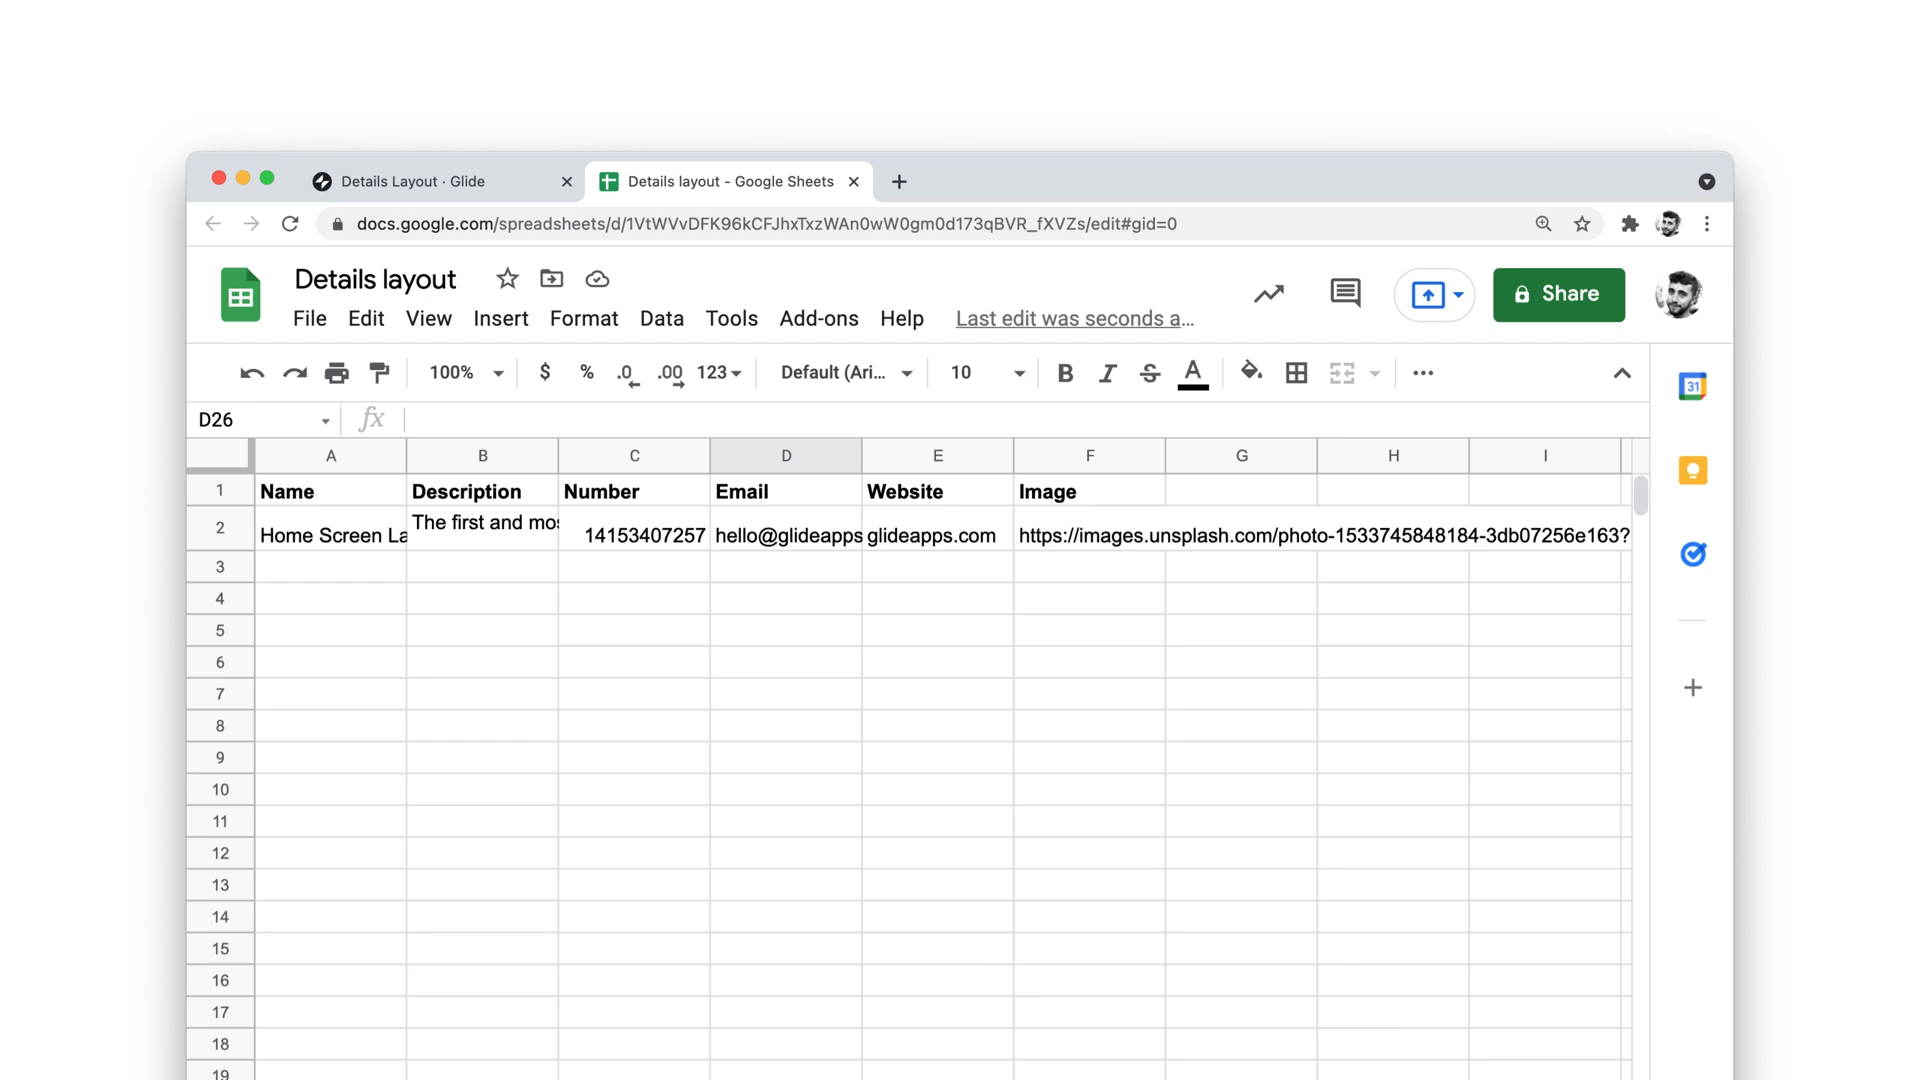 Details Layout · Glide
Details layout - Google Sheets
docs.google.com/spreadsheets/d/1VtWVvDFK96kCFJhxTxzWAn0wW0gm0d173qBVR_fXVZs/edit#gid=0
Details layout
Share
File Edit View Insert Format Data Tools Add-ons Help Last edit was seconds a...
100% $ % .0 .00 123 Default (Ari... 10 B I S A
31
D26 fx
A B C D E F G H I
1 Name Description Number Email Website Image
2 Home Screen La The first and mos 14153407257 hello@glideapps glideapps.com https://images.unsplash.com/photo-1533745848184-3db07256e163?
3
4
5
6
7
8
9
10
11
12
13
14
15
16
17
18
19